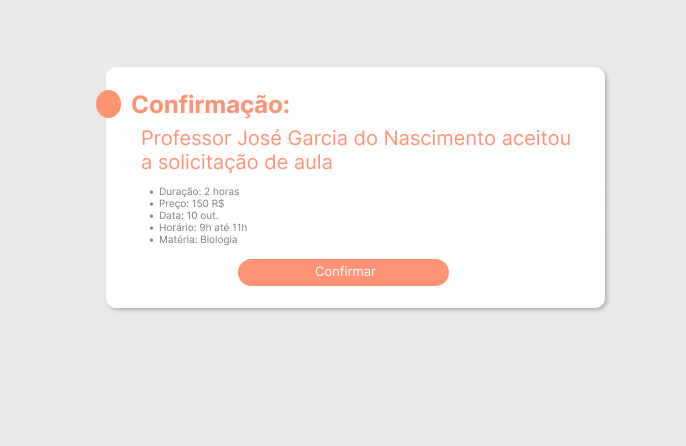 Confirmação:
Professor José Garcia do Nascimento aceitou
a solicitação de aula
• Duração: 2 horas
• Preço: 150 R$
• Data: 10 out.
• Horário: 9h até 11h
• Matéria: Biologia
Confirmar